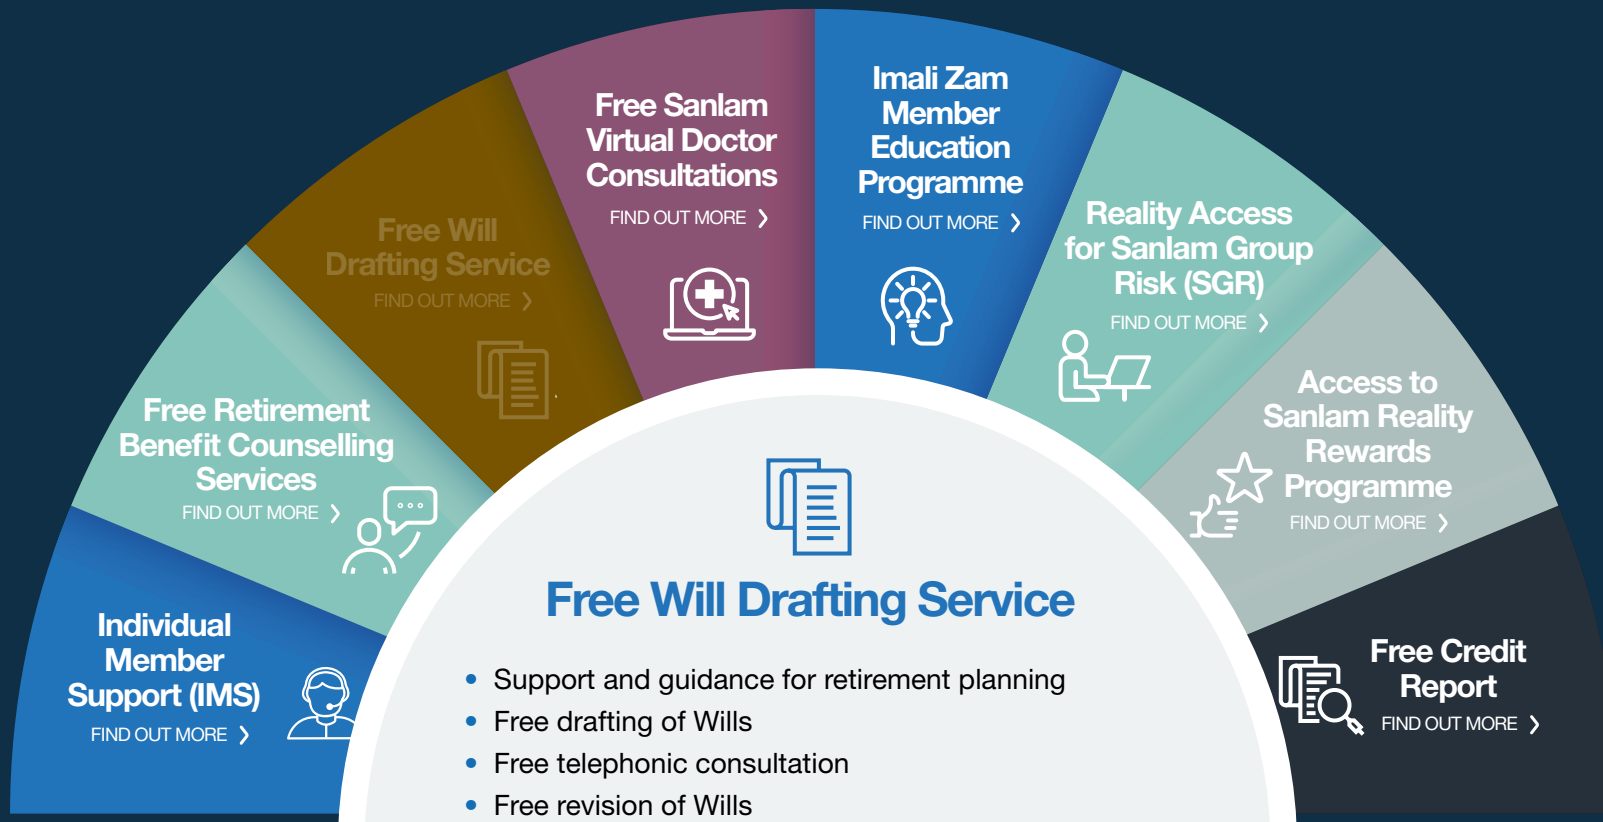 Individual
Member
Support (IMS)
FIND OUT MORE
Free Retirement
Benefit Counselling
Services
FIND OUT MORE
Free Will
Drafting Service
FIND OUT MORE
Free Sanlam
Virtual Doctor
Consultations
FIND OUT MORE
Imali Zam
Member
Education
Programme
FIND OUT MORE
Reality Access
for Sanlam Group
Risk (SGR)
FIND OUT MORE
Access to
Sanlam Reality
Rewards
Programme
FIND OUT MORE
Free Credit
Report
FIND OUT MORE
Free Will Drafting Service
• Support and guidance for retirement planning
• Free drafting of Wills
• Free telephonic consultation
• Free revision of Wills